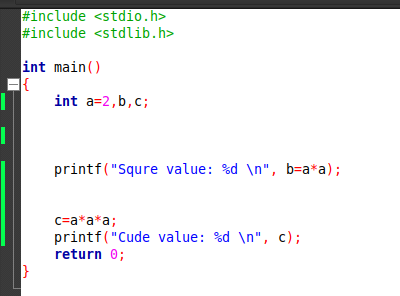 #include <stdio.h>
#include <stdlib.h>
int main()
{
int a=2,b,c;
printf("Squre value: %d \n", b=a*a);
c=a*a*a;
printf("Cude value: %d \n", c);
return 0;
}